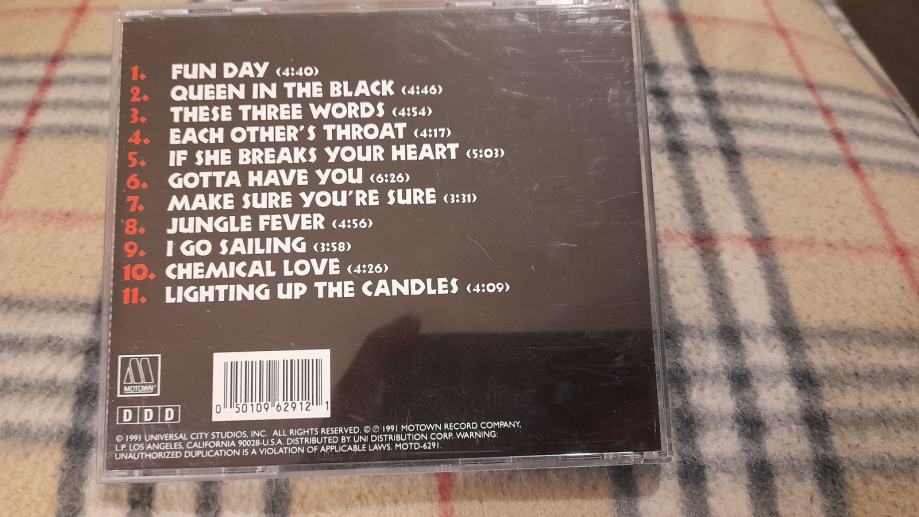 1. FUN DAY (4:40)
2. QUEEN IN THE BLACK (4:46)
3. THESE THREE WORDS (4:54)
4. EACH OTHER'S THROAT (4:17)
5. IF SHE BREAKS YOUR HEART (5:03)
6. GOTTA HAVE YOU (6:26)
7. MAKE SURE YOU'RE SURE (3:31)
8. JUNGLE FEVER (4:56)
9. I GO SAILING (3:58)
10. CHEMICAL LOVE (4:26)
11. LIGHTING UP THE CANDLES (4:09)
M
MOTOWN
DDD
0 50109 62912 1
© 1991 UNIVERSAL CITY STUDIOS, INC. ALL RIGHTS RESERVED. © ℗ 1991 MOTOWN RECORD COMPANY,
L.P. LOS ANGELES, CALIFORNIA 90028-U.S.A. DISTRIBUTED BY UNI DISTRIBUTION CORP. WARNING:
UNAUTHORIZED DUPLICATION IS A VIOLATION OF APPLICABLE LAWS. MOTD-6291.